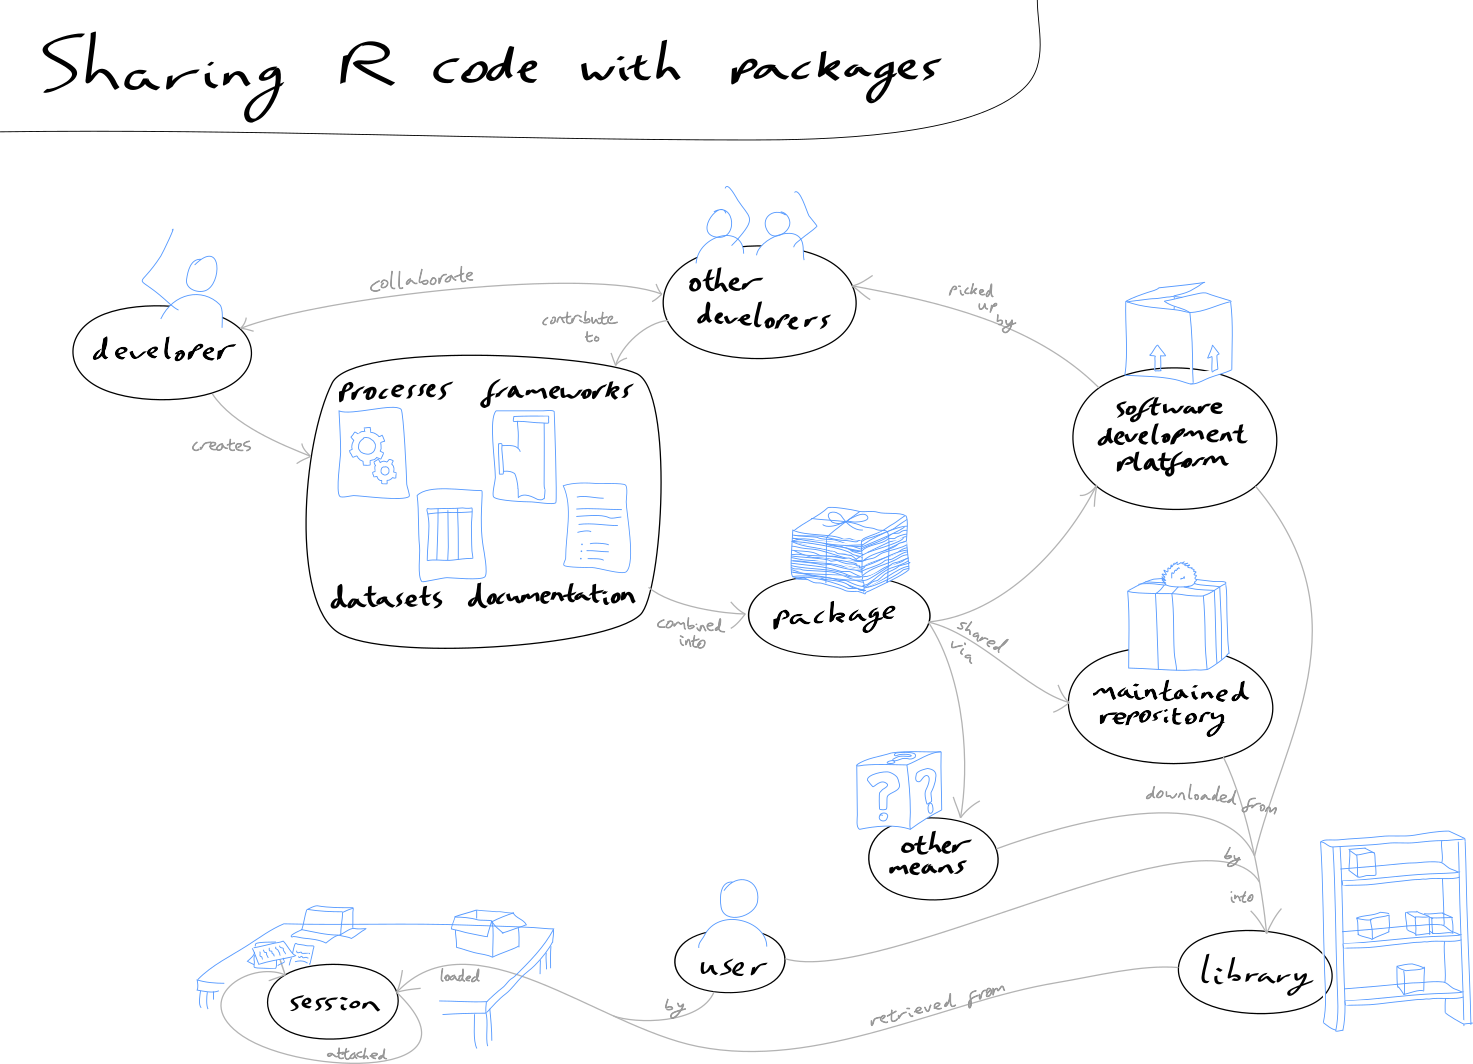 Sharing R code with packages
collaborate
other
developers
picked
up
by
contribute
to
developer
creates
processes
frameworks
datasets
documentation
software
development
platform
combined
into
package
shared
via
maintained
repository
downloaded from
other
means
by
into
user
library
loaded
session
by
retrieved from
attached